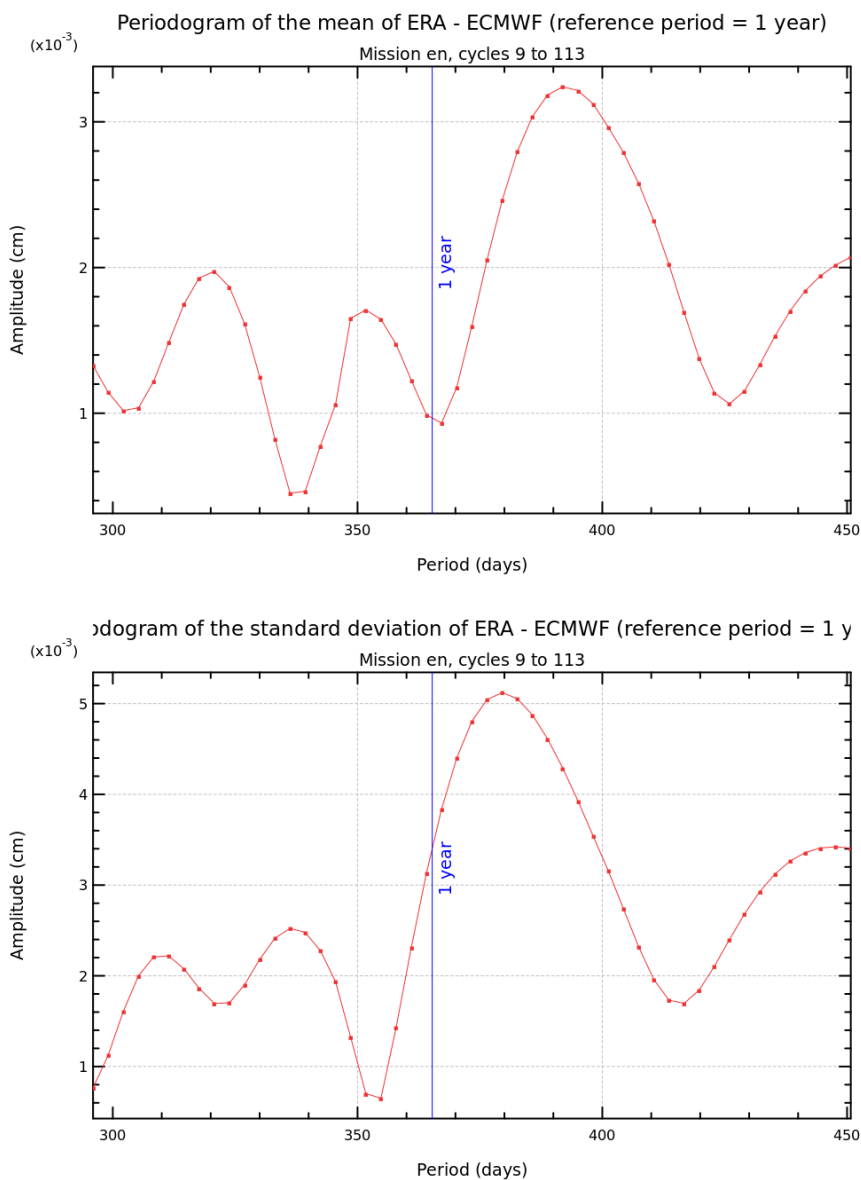 Periodogram of the mean of ERA - ECMWF (reference period = 1 year)
(x10-3)
Mission en, cycles 9 to 113
3
2
1
Amplitude (cm)
1 year
300 350 400 450
Period (days)
odogram of the standard deviation of ERA - ECMWF (reference period = 1 y
(x10-3)
Mission en, cycles 9 to 113
5
4
3
2
1
Amplitude (cm)
1 year
300 350 400 450
Period (days)